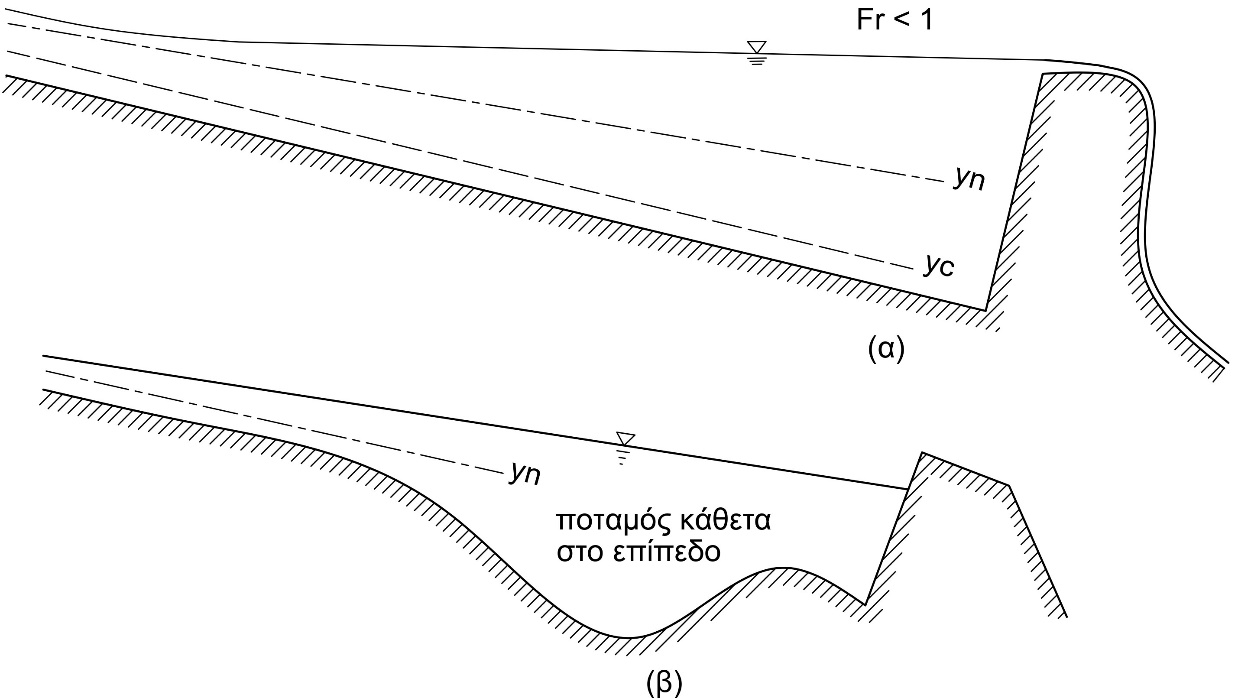 Fr < 1
yn
yc
(α)
yn
ποταμός κάθετα
στο επίπεδο
(β)